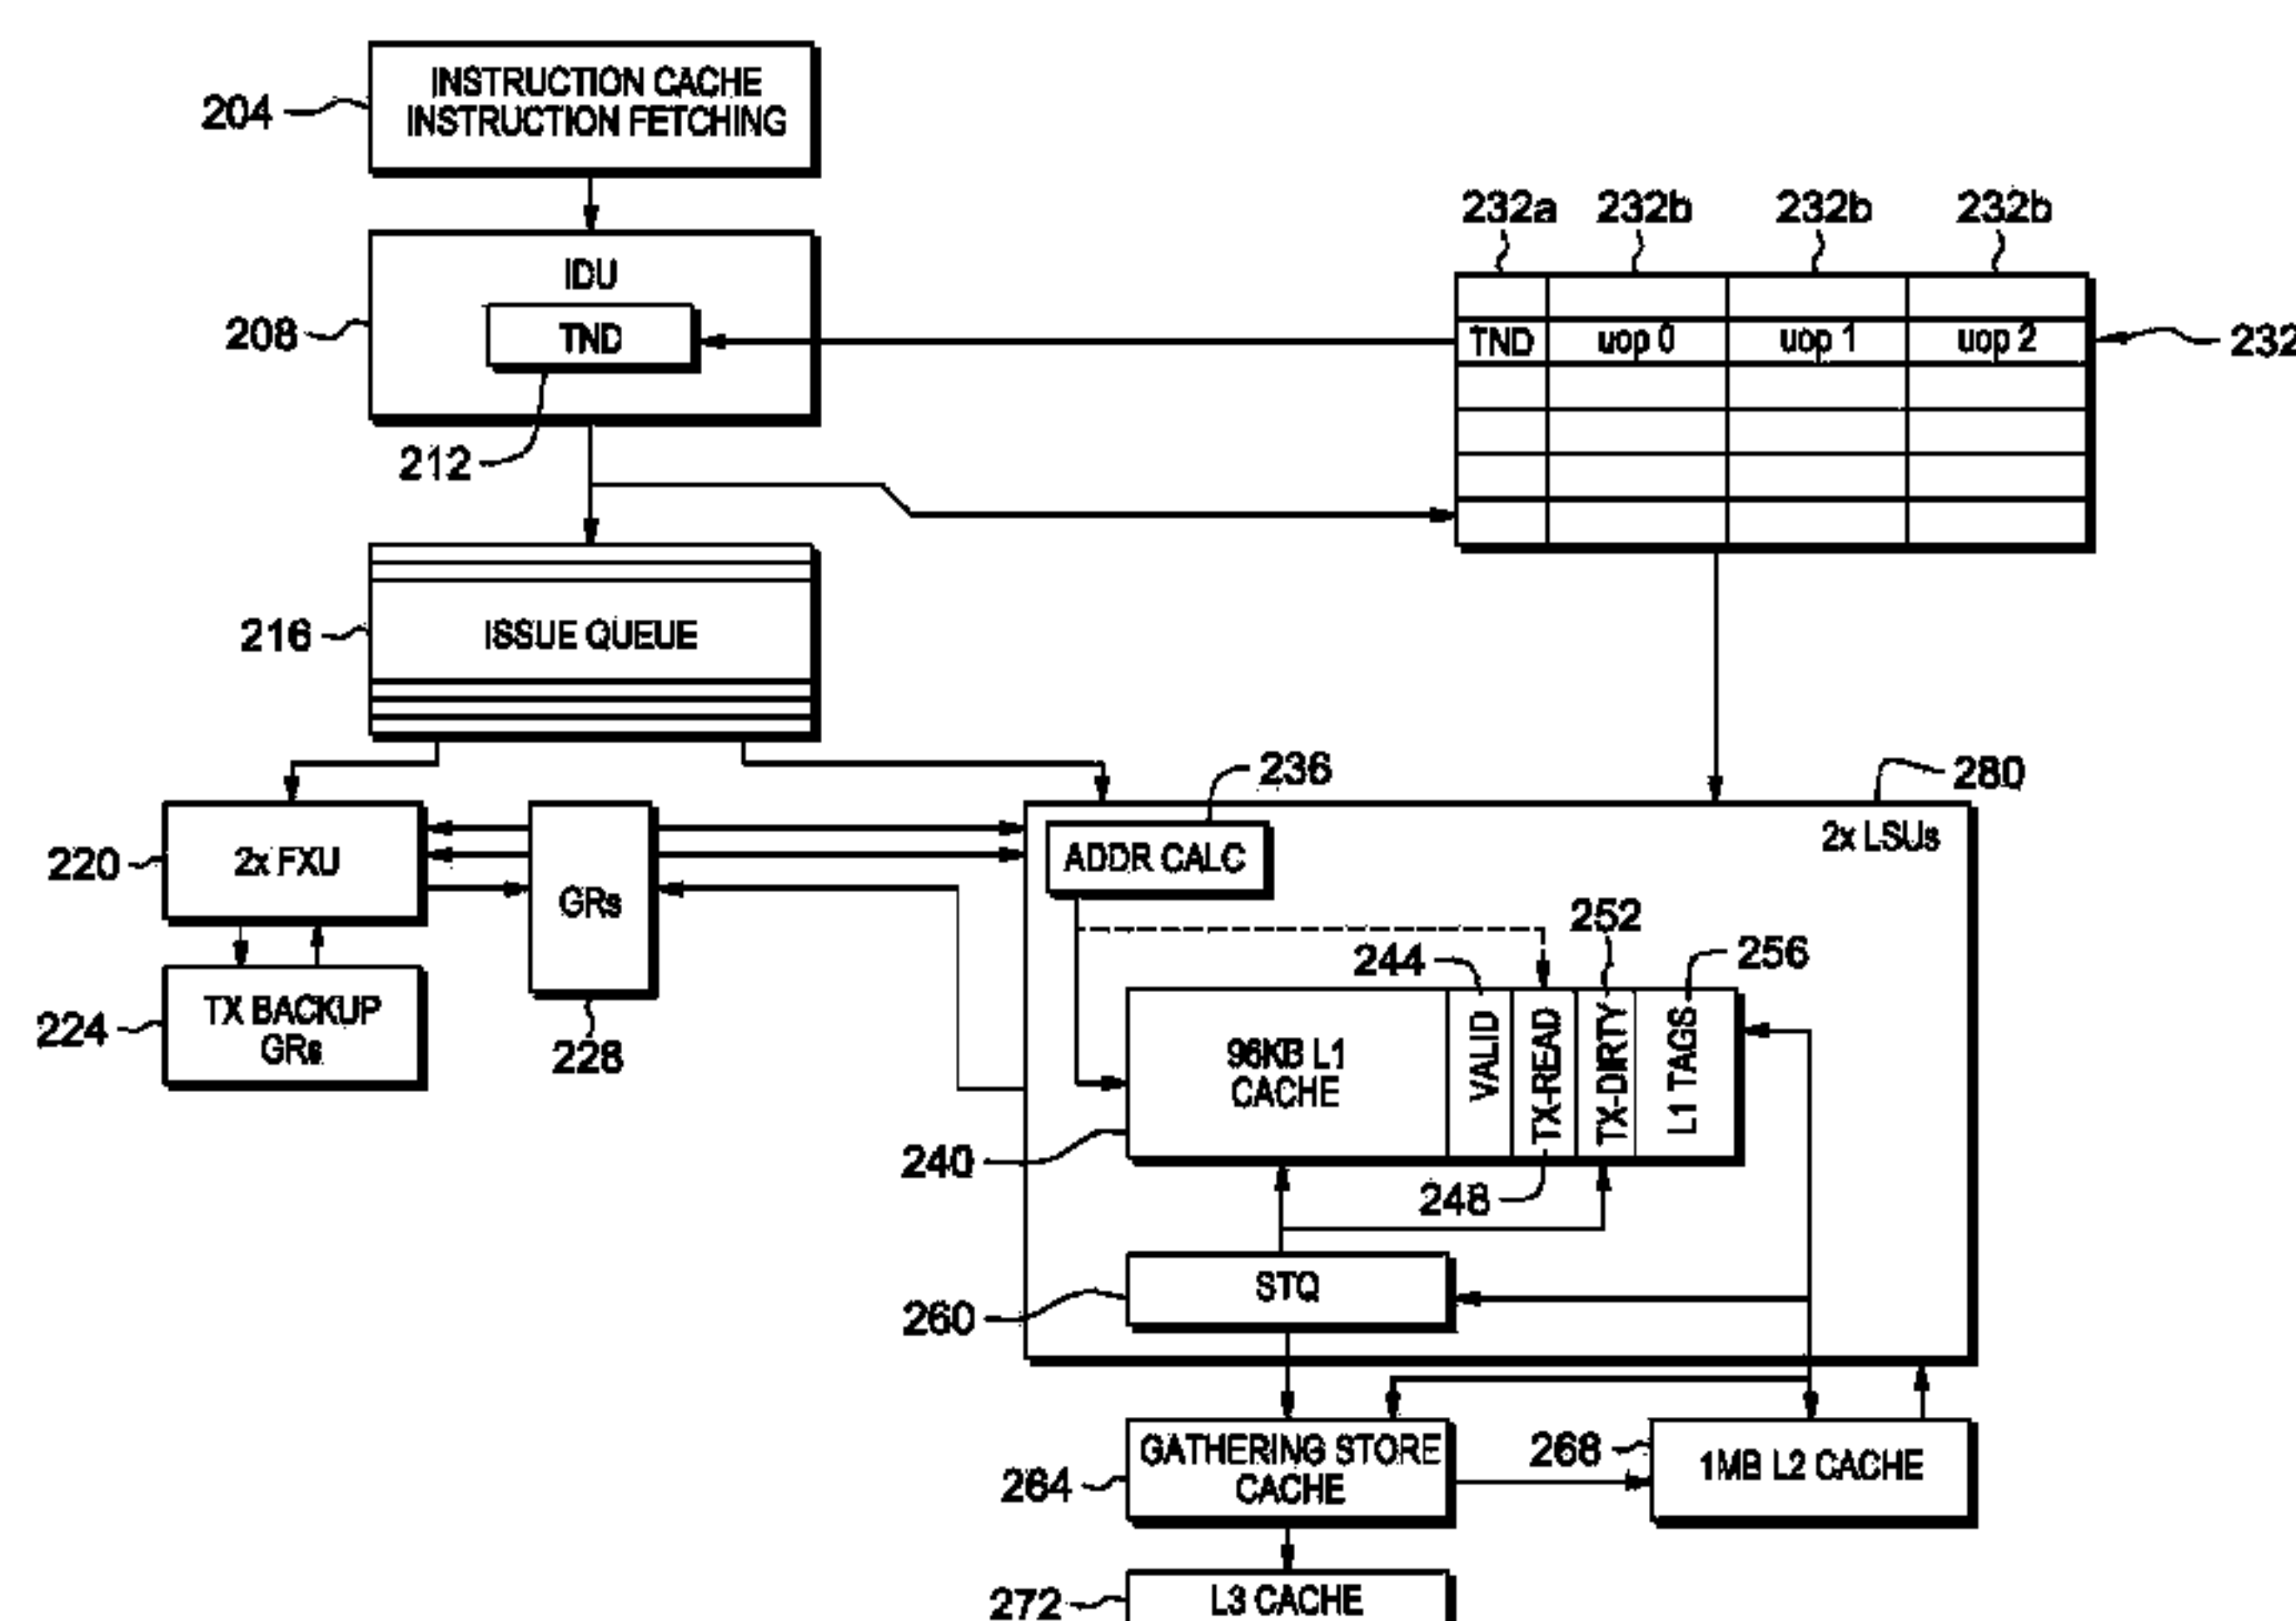 INSTRUCTION CACHE
INSTRUCTION FETCHING
204
IDU
TND
208
212
232a 232b 232b 232b
TND uop 0 uop 1 uop 2
232
ISSUE QUEUE
216
236
280
2x LSUs
2x FXU
220
GRs
228
TX BACKUP
GRs
224
ADDR CALC
252
244
256
96KB L1
CACHE
VALID
TX-READ
TX-DIRTY
L1 TAGS
240
248
STQ
260
GATHERING STORE
CACHE
264
268
1MB L2 CACHE
272
L3 CACHE